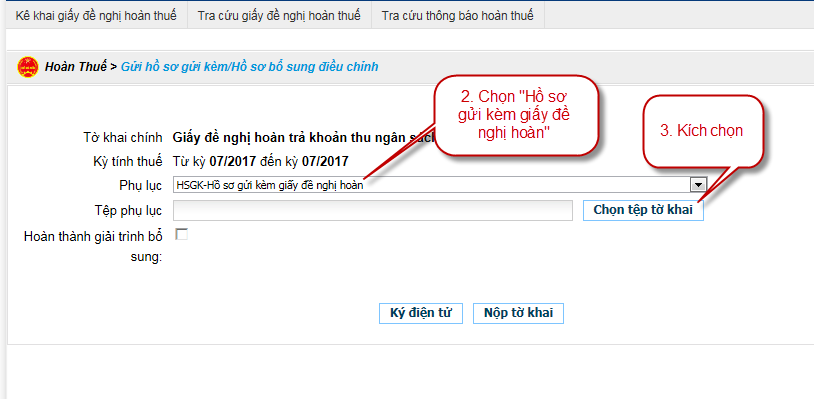 Kê khai giấy đề nghị hoàn thuế Tra cứu giấy đề nghị hoàn thuế Tra cứu thông báo hoàn thuế
Hoàn Thuế > Gửi hồ sơ gửi kèm/Hồ sơ bổ sung điều chỉnh
2. Chọn "Hồ sơ
gửi kèm giấy đề
nghị hoàn"
3. Kích chọn
Tờ khai chính Giấy đề nghị hoàn trả khoản thu ngân sách
Kỳ tính thuế Từ kỳ 07/2017 đến kỳ 07/2017
Phụ lục HSGK-Hồ sơ gửi kèm giấy đề nghị hoàn
Tệp phụ lục Chọn tệp tờ khai
Hoàn thành giải trình bổ
sung:
Ký điện tử Nộp tờ khai